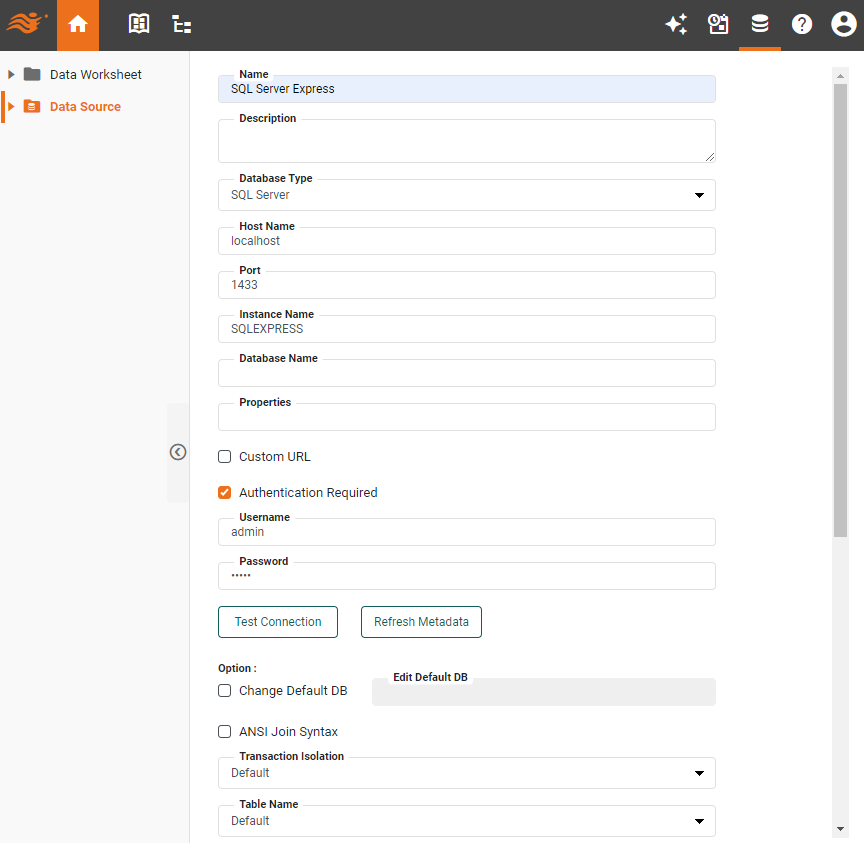 Data Worksheet
Data Source
Name
SQL Server Express
Description
Database Type
SQL Server
Host Name
localhost
Port
1433
Instance Name
SQLEXPRESS
Database Name
Properties
Custom URL
Authentication Required
Username
admin
Password
•••••
Test Connection Refresh Metadata
Option :
Change Default DB Edit Default DB
ANSI Join Syntax
Transaction Isolation
Default
Table Name
Default